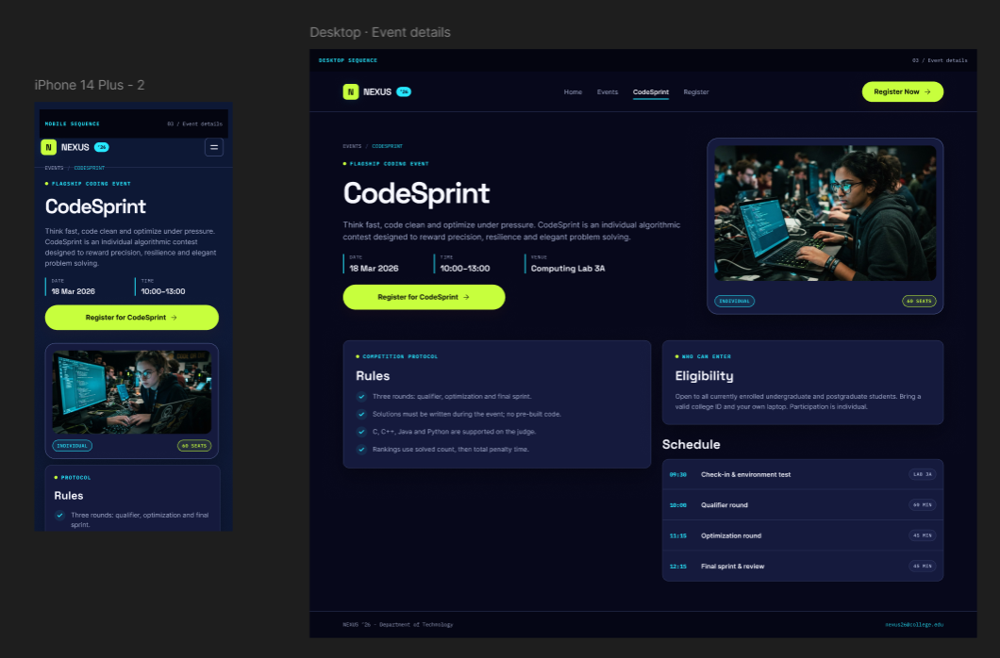 Desktop · Event details
iPhone 14 Plus - 2
MOBILE SEQUENCE
03 / Event details
N NEXUS '26
EVENTS / CODESPRINT
FLAGSHIP CODING EVENT
CodeSprint
Think fast, code clean and optimize under pressure.
CodeSprint is an individual algorithmic contest
designed to reward precision, resilience and elegant
problem solving.
DATE
18 Mar 2026
TIME
10:00–13:00
Register for CodeSprint →
INDIVIDUAL
60 SEATS
PROTOCOL
Rules
Three rounds: qualifier, optimization and final
sprint.
DESKTOP SEQUENCE
03 / Event details
N NEXUS '26
Home
Events
CodeSprint
Register
Register Now →
EVENTS / CODESPRINT
FLAGSHIP CODING EVENT
CodeSprint
Think fast, code clean and optimize under pressure. CodeSprint is an individual algorithmic
contest designed to reward precision, resilience and elegant problem solving.
DATE
18 Mar 2026
TIME
10:00–13:00
VENUE
Computing Lab 3A
Register for CodeSprint →
INDIVIDUAL
60 SEATS
COMPETITION PROTOCOL
Rules
Three rounds: qualifier, optimization and final sprint.
Solutions must be written during the event; no pre-built code.
C, C++, Java and Python are supported on the judge.
Rankings use solved count, then total penalty time.
WHO CAN ENTER
Eligibility
Open to all currently enrolled undergraduate and postgraduate students. Bring a
valid college ID and your own laptop. Participation is individual.
Schedule
09:30 Check-in & environment test LAB 3A
10:00 Qualifier round 60 MIN
11:15 Optimization round 45 MIN
12:15 Final sprint & review 45 MIN
NEXUS '26 · Department of Technology
nexus26@college.edu